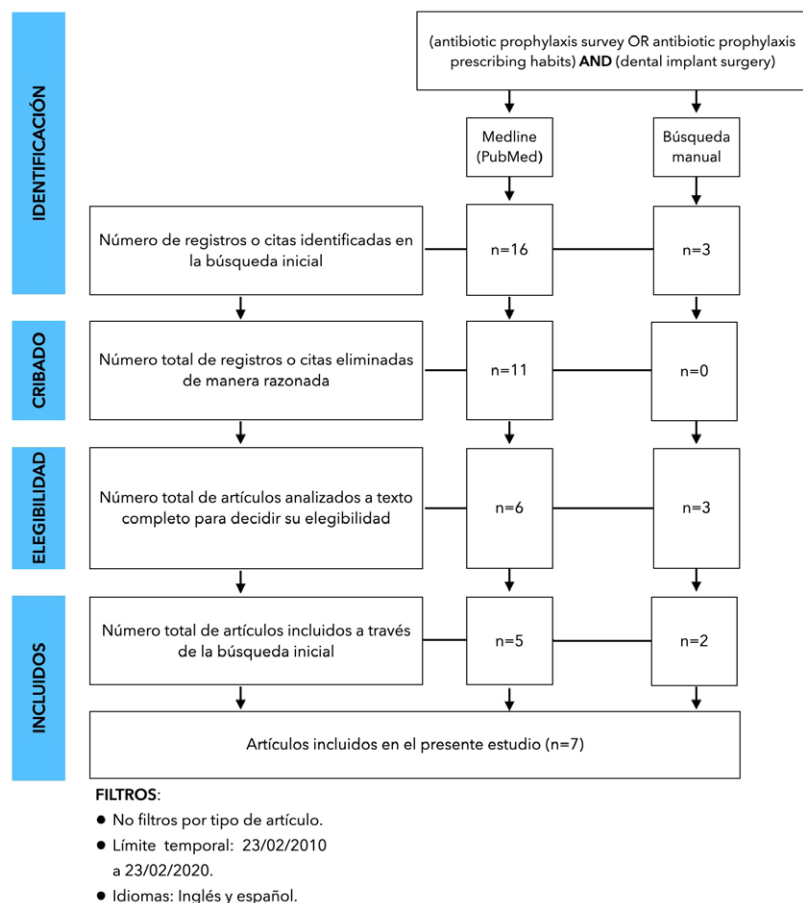 (antibiotic prophylaxis survey OR antibiotic prophylaxis
prescribing habits) AND (dental implant surgery)
IDENTIFICACIÓN
Medline
(PubMed)
Búsqueda
manual
Número de registros o citas identificadas en
la búsqueda inicial
n=16
n=3
CRIBADO
Número total de registros o citas eliminadas
de manera razonada
n=11
n=0
ELEGIBILIDAD
Número total de artículos analizados a texto
completo para decidir su elegibilidad
n=6
n=3
INCLUIDOS
Número total de artículos incluidos a través
de la búsqueda inicial
n=5
n=2
Artículos incluidos en el presente estudio (n=7)
FILTROS:
● No filtros por tipo de artículo.
● Límite temporal: 23/02/2010
a 23/02/2020.
● Idiomas: Inglés y español.